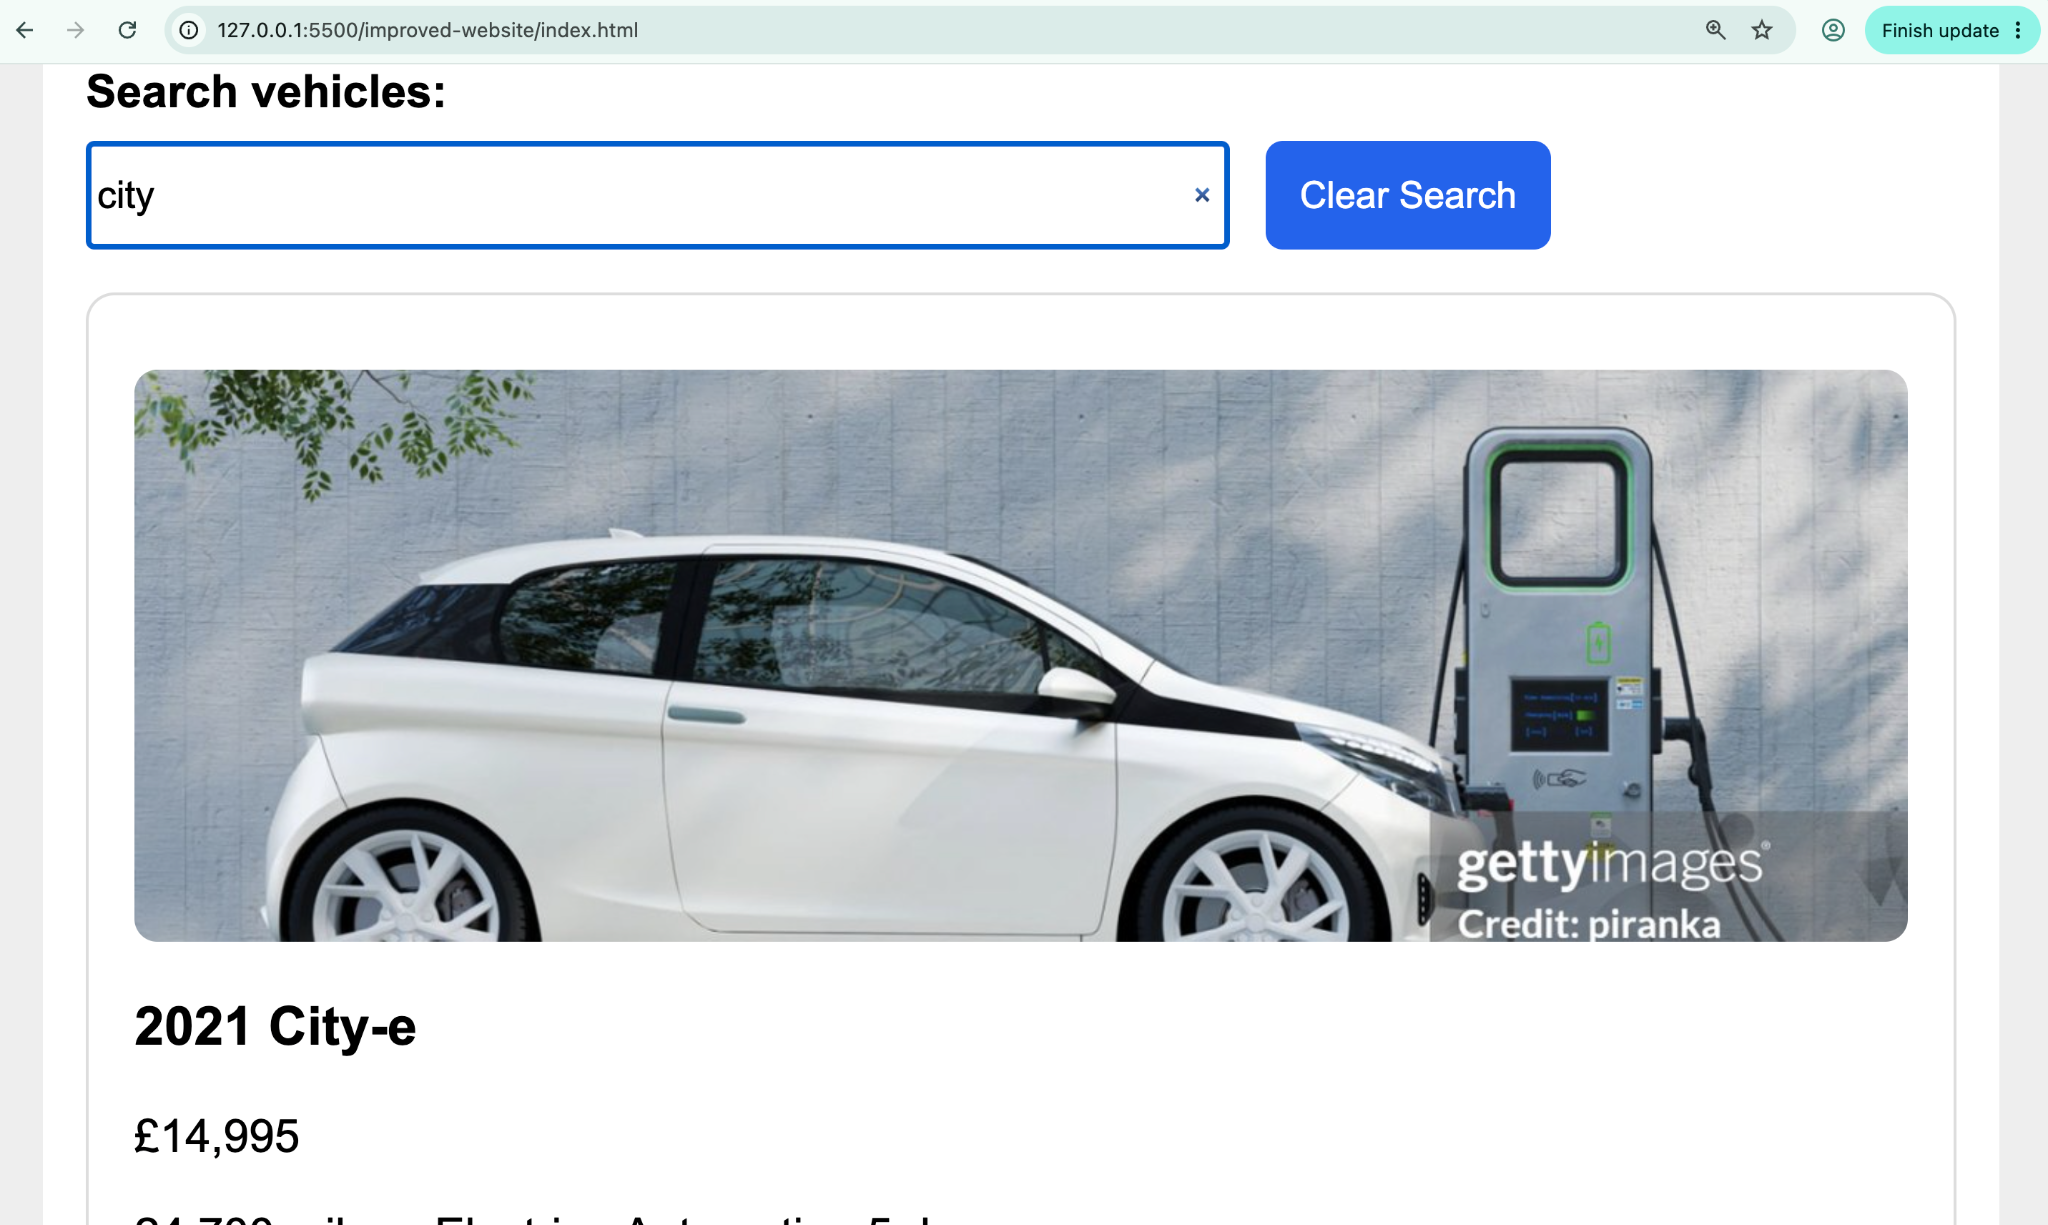 127.0.0.1:5500/improved-website/index.html
Finish update
Search vehicles:
city
Clear Search
gettyimages®
Credit: piranka
2021 City-e
£14,995